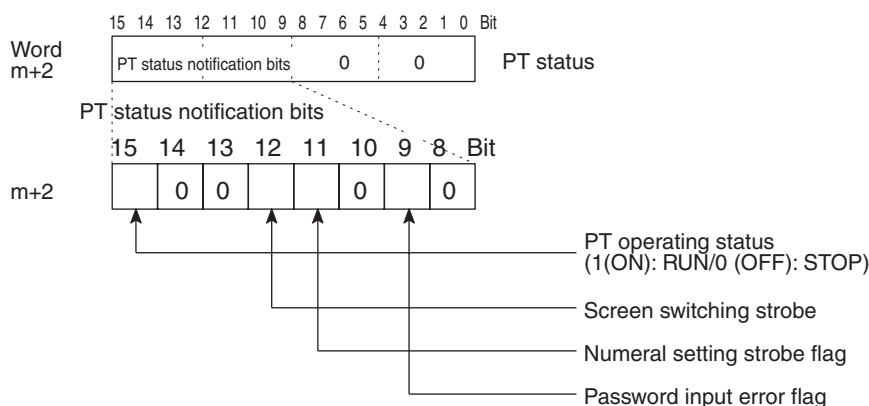 15 14 13 12 11 10 9 8 7 6 5 4 3 2 1 0 Bit
Word
m+2
PT status notification bits 0 0 PT status
PT status notification bits
15 14 13 12 11 10 9 8 Bit
m+2 0 0 0 0
PT operating status
(1(ON): RUN/0 (OFF): STOP)
Screen switching strobe
Numeral setting strobe flag
Password input error flag